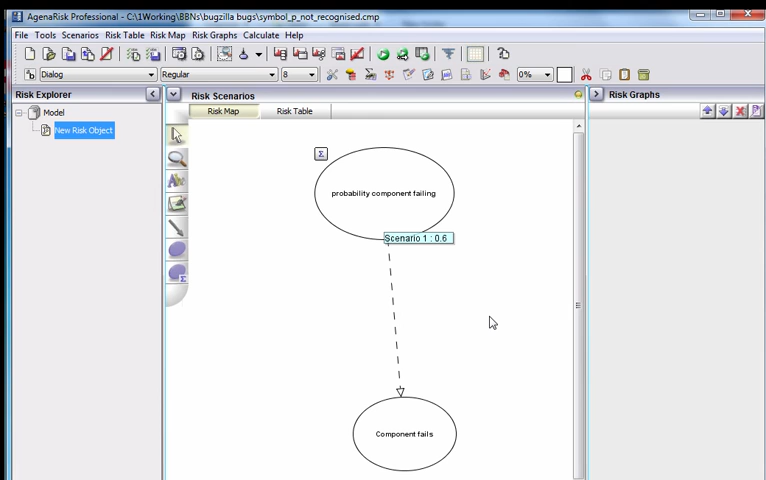 AgenaRisk Professional - C:\1Working\BBNs\bugzilla bugs\symbol_p_not_recognised.cmp
File Tools Scenarios Risk Table Risk Map Risk Graphs Calculate Help
Dialog Regular 8 0%
Risk Explorer
Model
New Risk Object
Risk Scenarios
Risk Map Risk Table
Abc
Σ
probability component failing
Scenario 1 : 0.6
Component fails
Risk Graphs